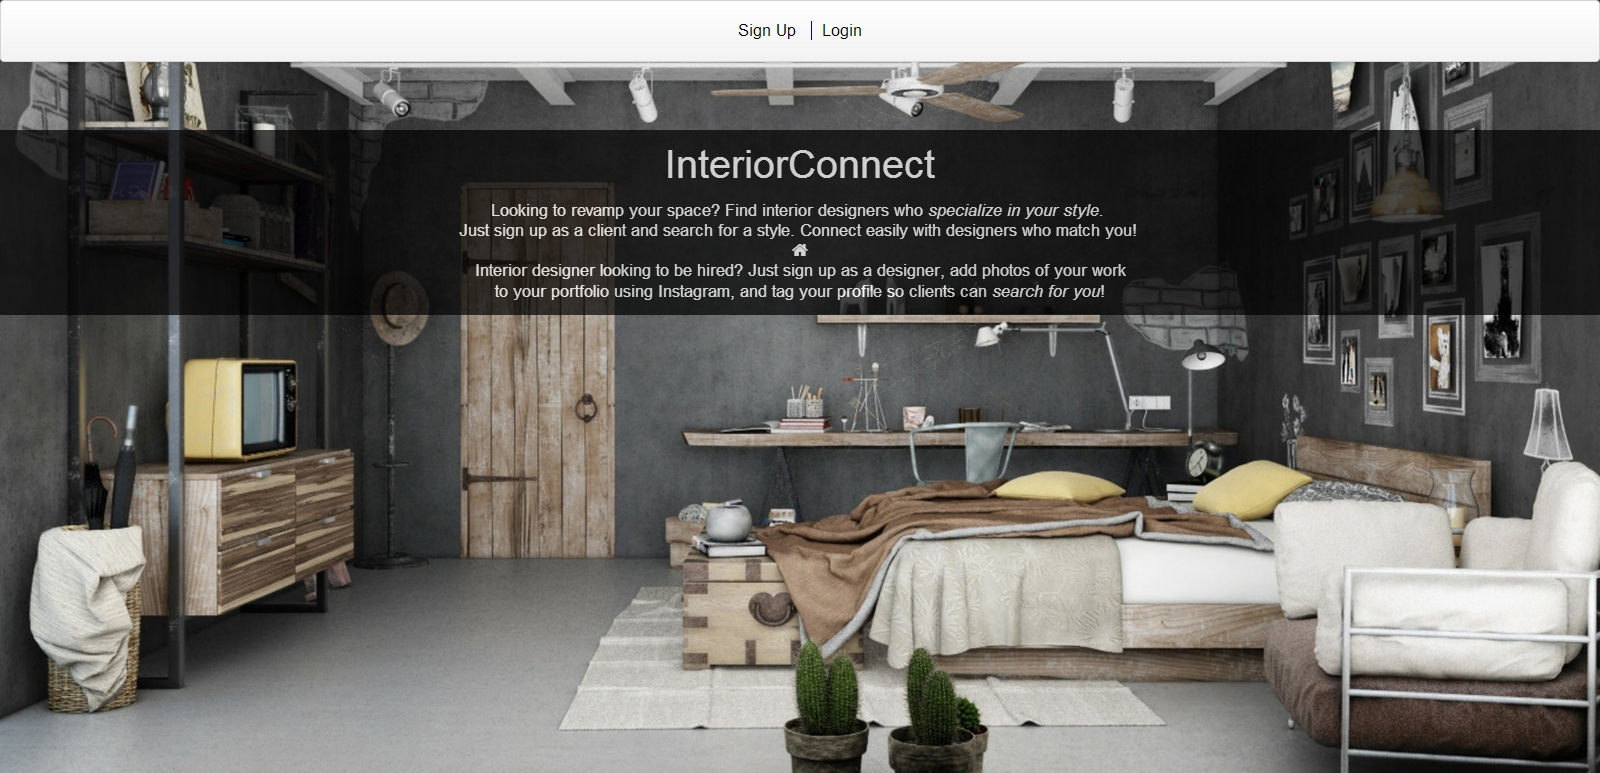 Sign Up | Login
InteriorConnect
Looking to revamp your space? Find interior designers who specialize in your style.
Just sign up as a client and search for a style. Connect easily with designers who match you!
Interior designer looking to be hired? Just sign up as a designer, add photos of your work
to your portfolio using Instagram, and tag your profile so clients can search for you!